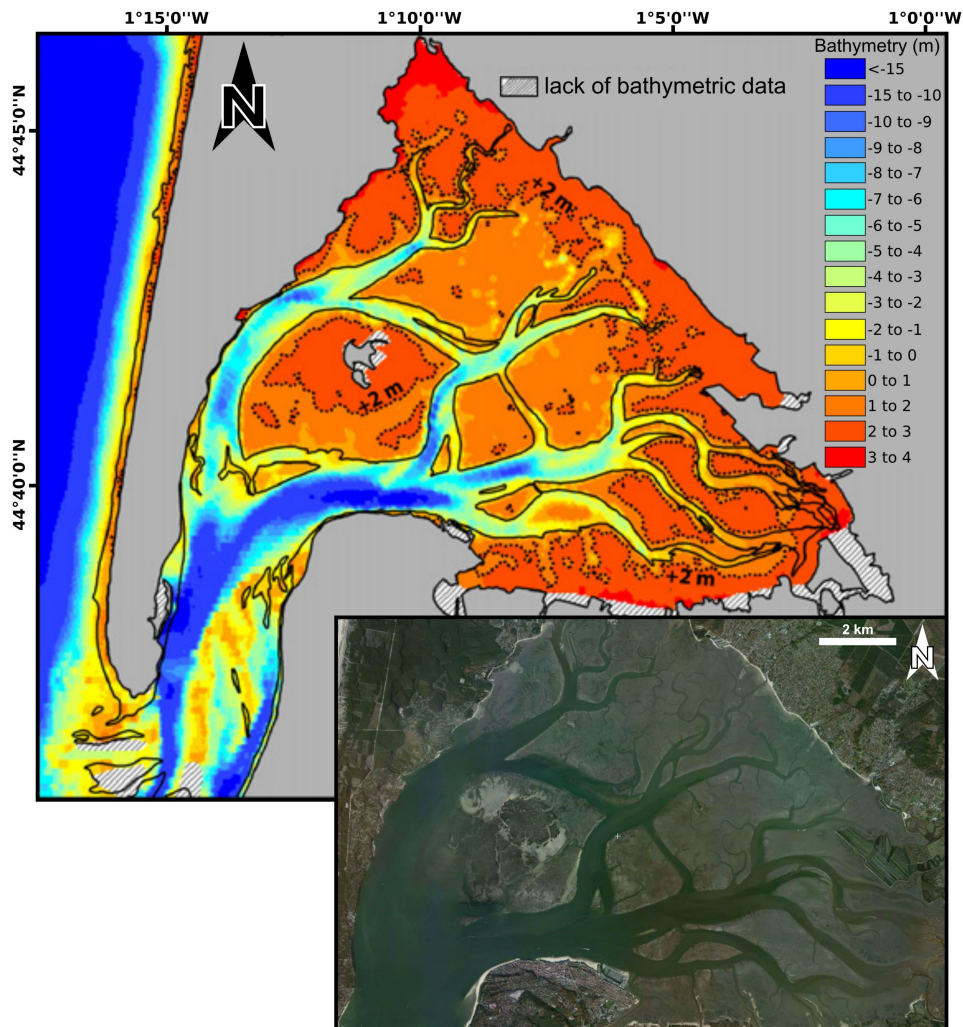 1°15'0''W 1°10'0''W 1°5'0''W 1°0'0''W
44°45'0''N
44°40'0''N
N
lack of bathymetric data
Bathymetry (m)
<-15
-15 to -10
-10 to -9
-9 to -8
-8 to -7
-7 to -6
-6 to -5
-5 to -4
-4 to -3
-3 to -2
-2 to -1
-1 to 0
0 to 1
1 to 2
2 to 3
3 to 4
+2 m
+2 m
+2 m
2 km
N